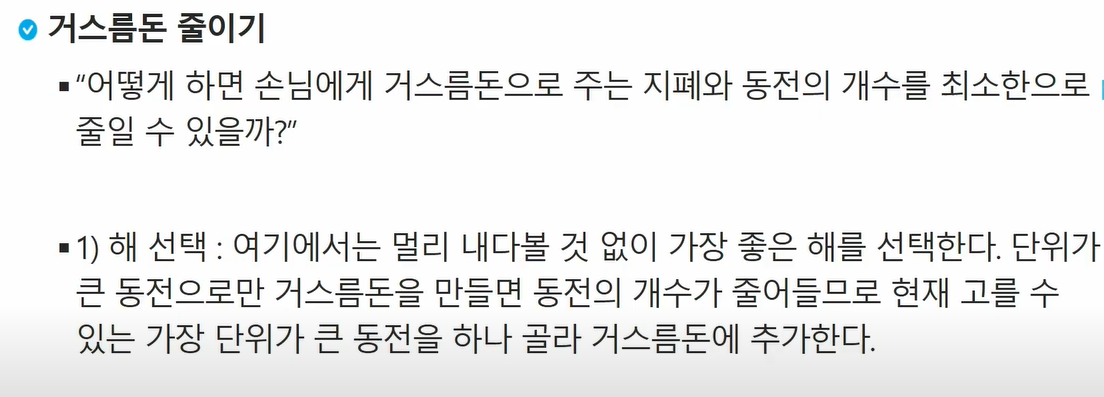 거스름돈 줄이기
▪“어떻게 하면 손님에게 거스름돈으로 주는 지폐와 동전의 개수를 최소한으로
줄일 수 있을까?”
▪1) 해 선택 : 여기에서는 멀리 내다볼 것 없이 가장 좋은 해를 선택한다. 단위가
큰 동전으로만 거스름돈을 만들면 동전의 개수가 줄어들므로 현재 고를 수
있는 가장 단위가 큰 동전을 하나 골라 거스름돈에 추가한다.